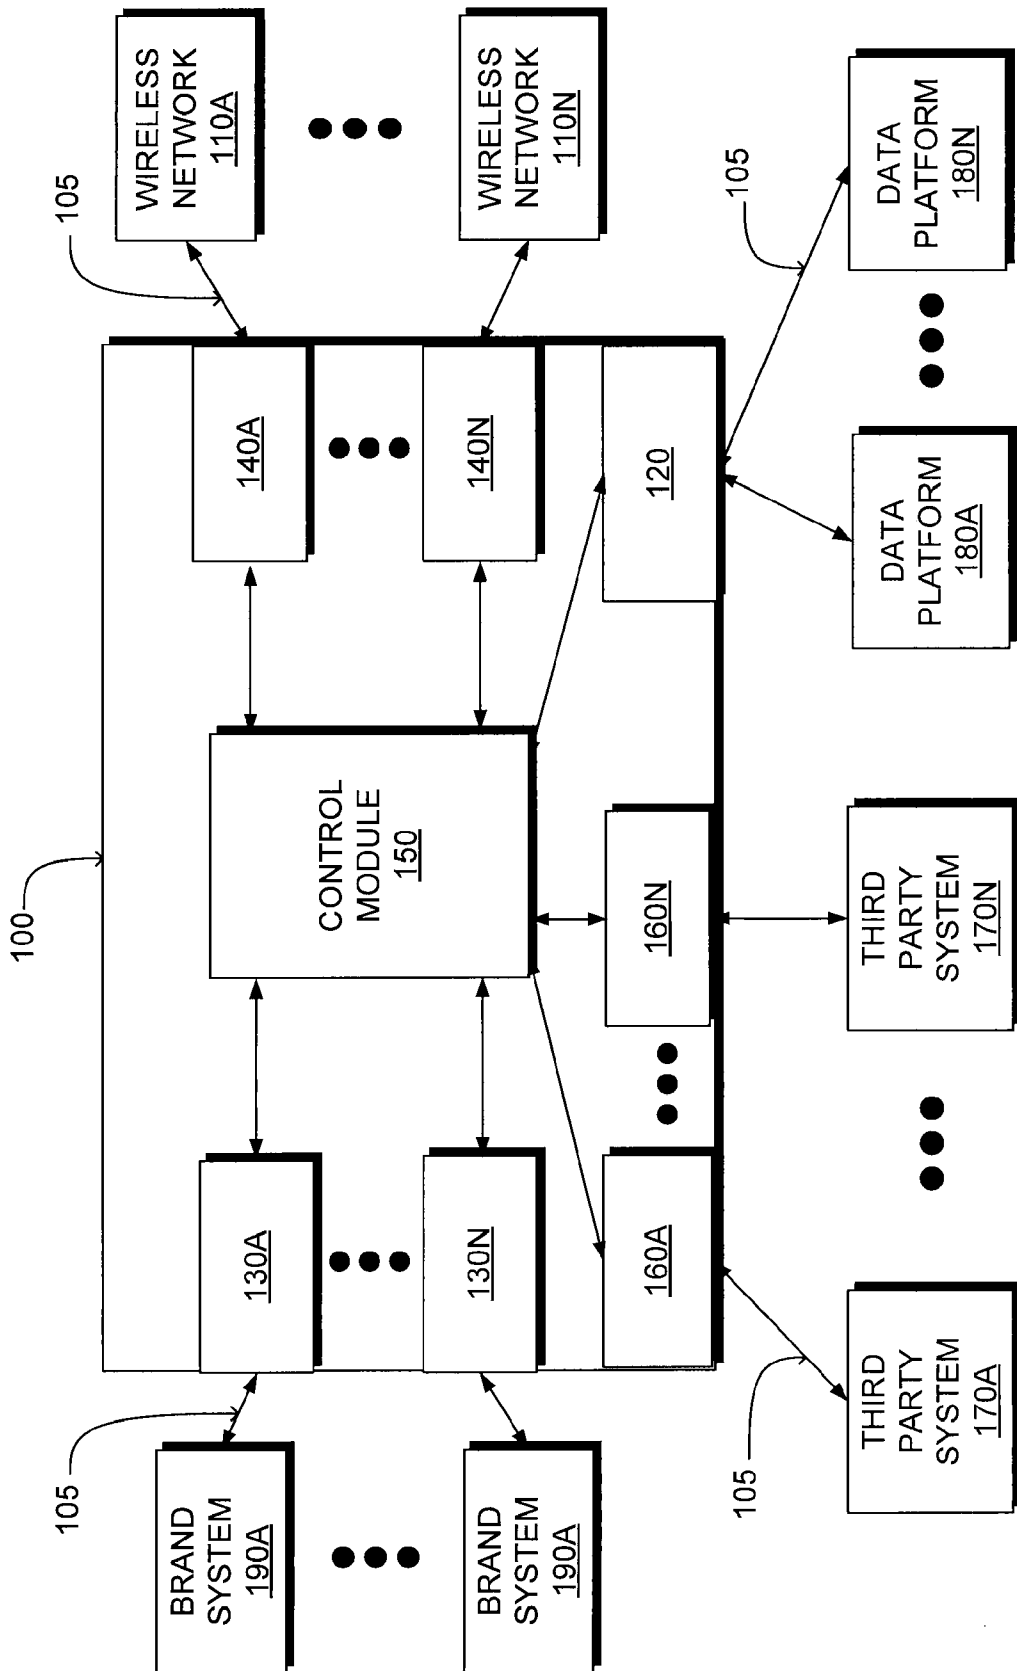 100
BRAND
SYSTEM
190A
105
130A
CONTROL
MODULE
150
140A
105
WIRELESS
NETWORK
110A
BRAND
SYSTEM
190A
130N
140N
WIRELESS
NETWORK
110N
160A
160N
120
105
105
THIRD
PARTY
SYSTEM
170A
THIRD
PARTY
SYSTEM
170N
DATA
PLATFORM
180A
DATA
PLATFORM
180N